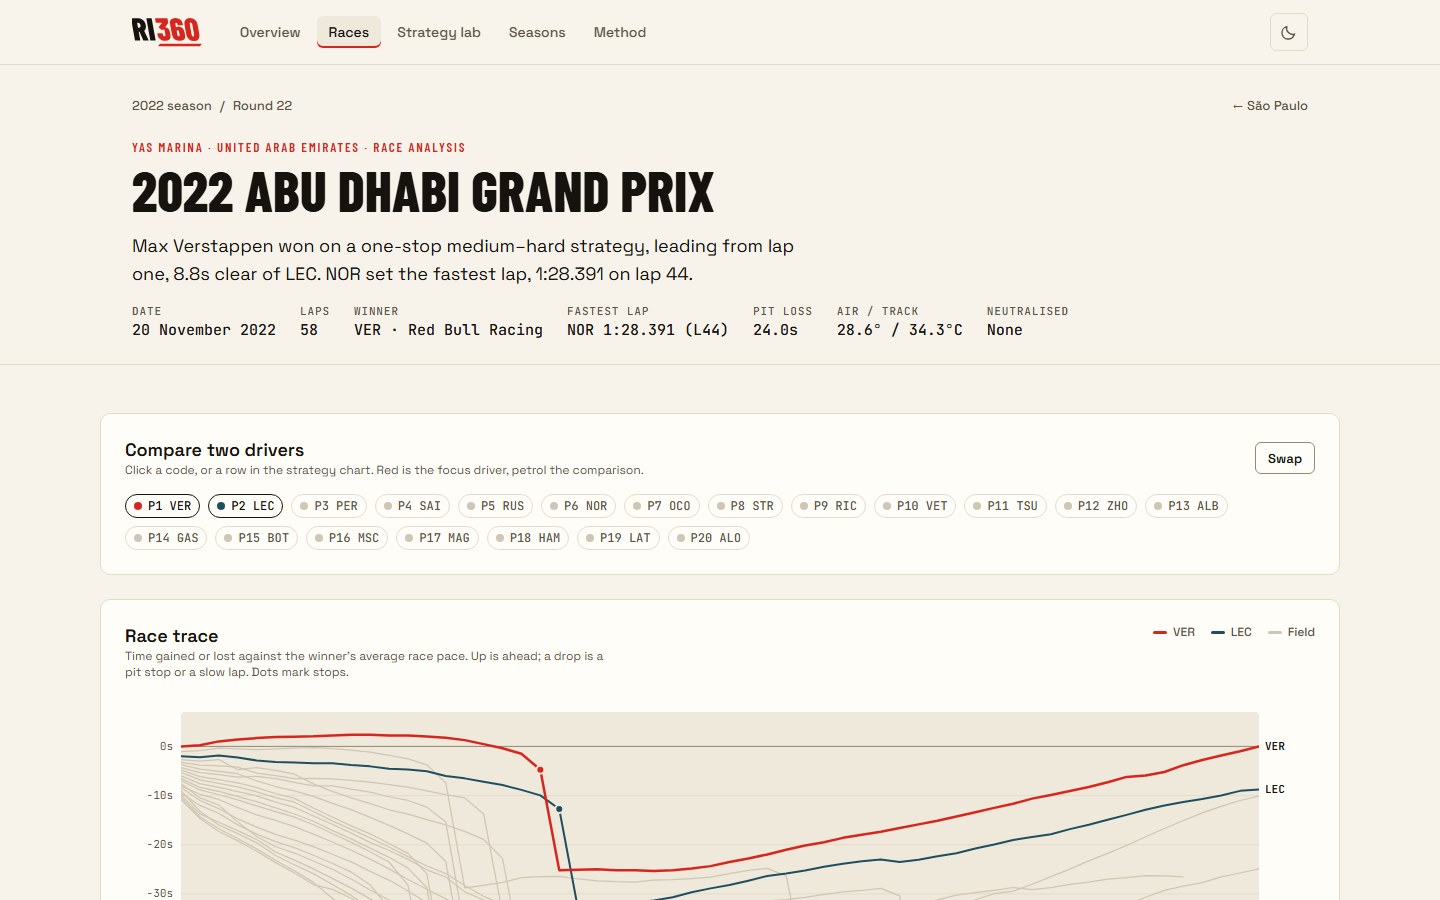 RI360
Overview
Races
Strategy lab
Seasons
Method
2022 season / Round 22
← São Paulo
YAS MARINA · UNITED ARAB EMIRATES · RACE ANALYSIS
2022 ABU DHABI GRAND PRIX
Max Verstappen won on a one-stop medium–hard strategy, leading from lap
one, 8.8s clear of LEC. NOR set the fastest lap, 1:28.391 on lap 44.
DATE
20 November 2022
LAPS
58
WINNER
VER · Red Bull Racing
FASTEST LAP
NOR 1:28.391 (L44)
PIT LOSS
24.0s
AIR / TRACK
28.6° / 34.3°C
NEUTRALISED
None
Compare two drivers
Click a code, or a row in the strategy chart. Red is the focus driver, petrol the comparison.
Swap
P1 VER
P2 LEC
P3 PER
P4 SAI
P5 RUS
P6 NOR
P7 OCO
P8 STR
P9 RIC
P10 VET
P11 TSU
P12 ZHO
P13 ALB
P14 GAS
P15 BOT
P16 MSC
P17 MAG
P18 HAM
P19 LAT
P20 ALO
Race trace
Time gained or lost against the winner's average race pace. Up is ahead; a drop is a
pit stop or a slow lap. Dots mark stops.
VER
LEC
Field
0s
-10s
-20s
-30s
VER
LEC